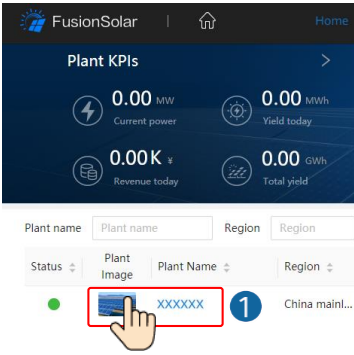 FusionSolar Home
Plant KPIs >
0.00 MW 0.00 MWh
Current power Yield today
0.00K ¥ 0.00 GWh
Revenue today Total yield
Plant name Plant name Region Region
Status Plant Image Plant Name Region
XXXXXX 1 China mainl...